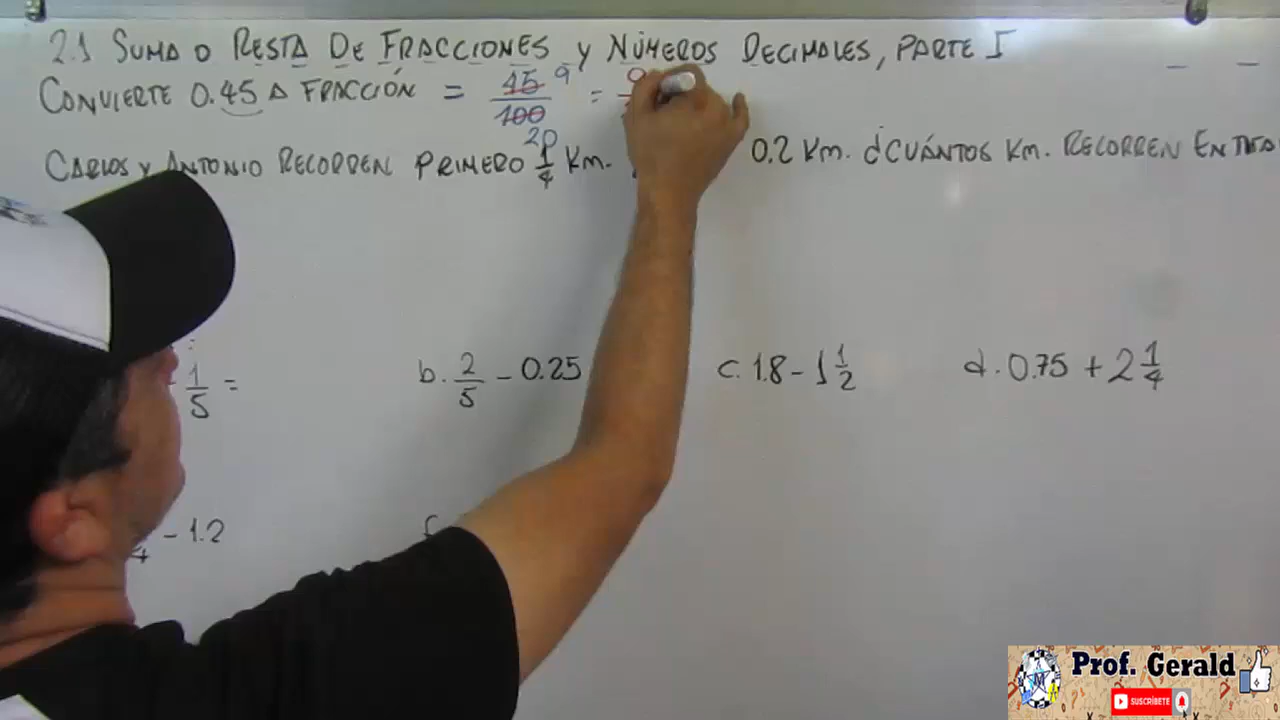 2.1 SUMA O RESTA DE FRACCIONES Y NÚMEROS DECIMALES, PARTE I
CONVIERTE 0.45 A FRACCIÓN = 45/100 9 20 = 9
CARLOS Y ANTONIO RECORREN PRIMERO 1/4 Km. 0.2 Km. ¿CUÁNTOS Km. RECORREN EN
1/5 = b. 2/5 - 0.25 c. 1.8 - 1 1/2 d. 0.75 + 2 1/4
- 1.2
Prof. Gerald
SUSCRÍBETE